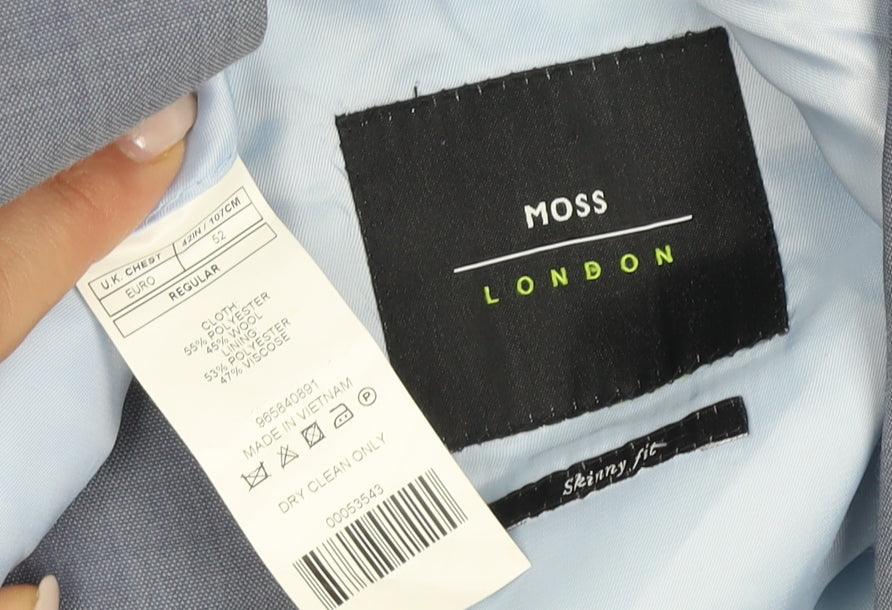 U.K. CHEST 42IN / 107CM
EURO 52
REGULAR
CLOTH
55% POLYESTER
45% WOOL
LINING
53% POLYESTER
47% VISCOSE
965840891
MADE IN VIETNAM
P
DRY CLEAN ONLY
00053543
MOSS
LONDON
Skinny fit